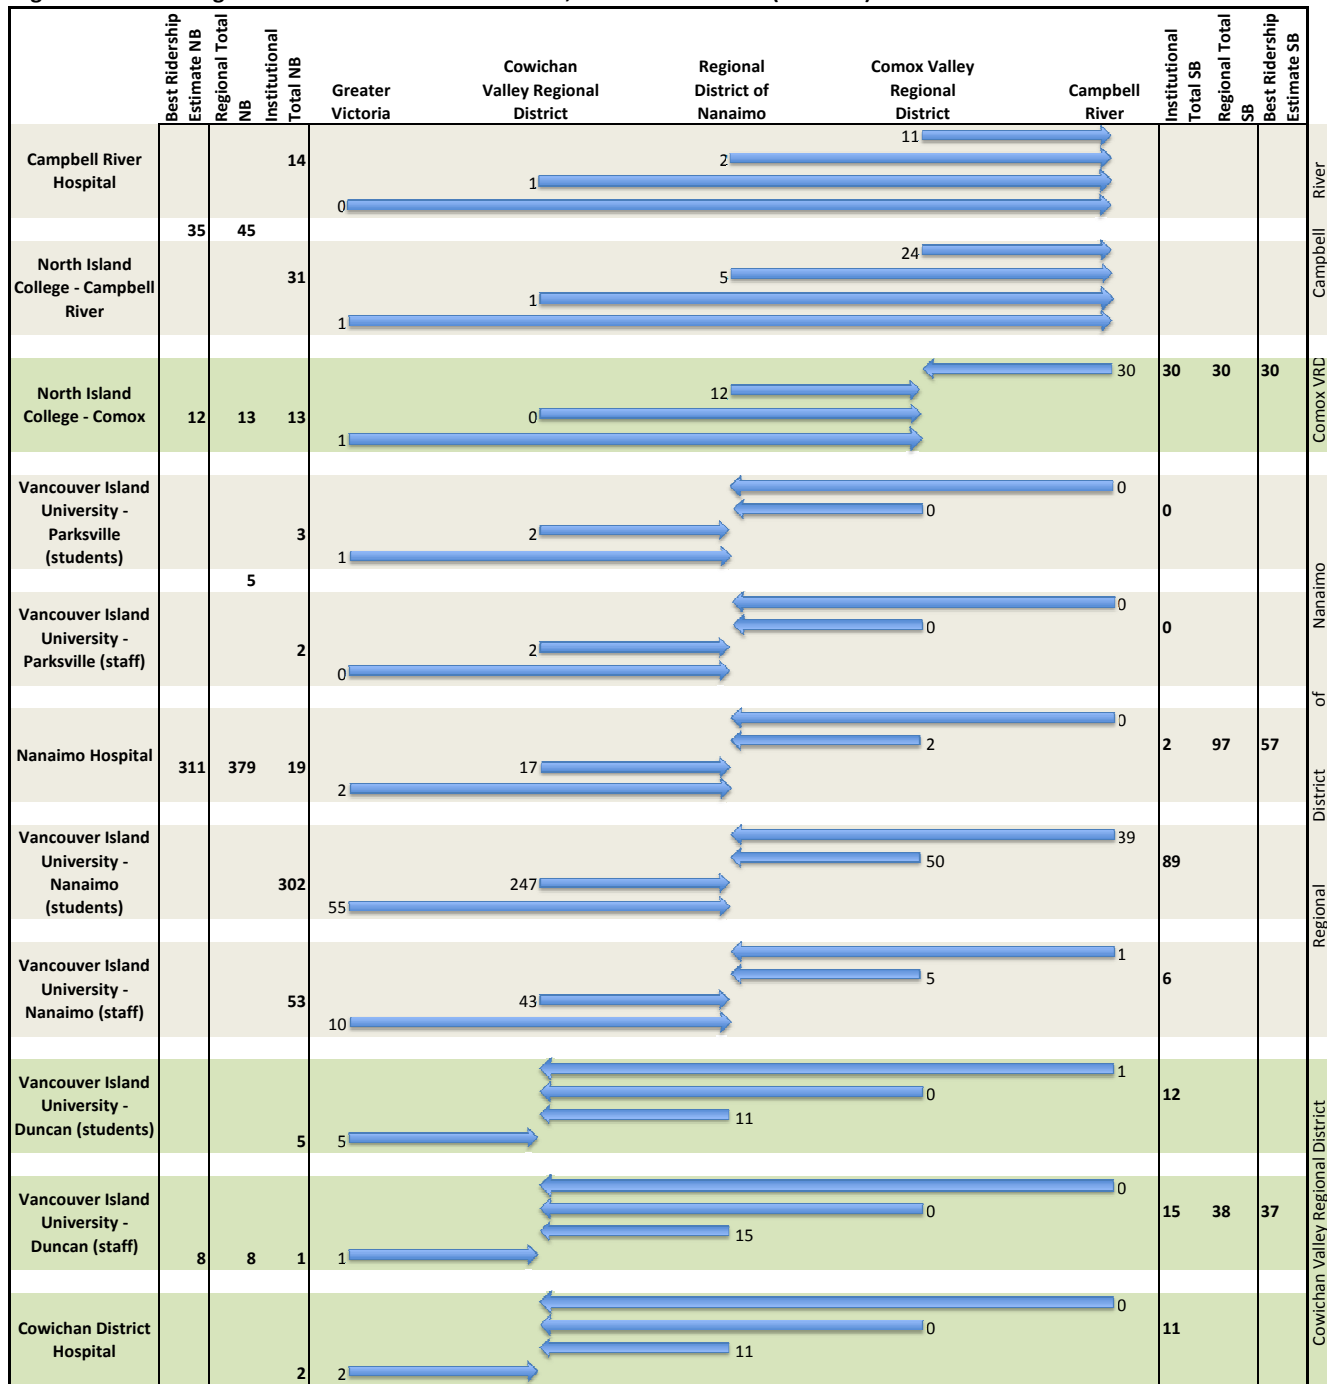 Best Ridership
Estimate NB
Regional Total
NB
Institutional
Total NB
Greater
Victoria
Cowichan
Valley Regional
District
Regional
District of
Nanaimo
Comox Valley
Regional
District
Campbell
River
Institutional
Total SB
Regional Total
SB
Best Ridership
Estimate SB
Campbell River
Hospital
14
11
2
1
0
35 45
North Island
College - Campbell
River
31
24
5
1
1
Campbell River
North Island
College - Comox
12 13 13
30
12
0
1
30 30 30
Comox VRD
Vancouver Island
University -
Parksville
(students)
3
0
0
2
1
0
5
Vancouver Island
University -
Parksville (staff)
2
0
0
2
0
0
Nanaimo Hospital
311 379 19
0
2
17
2
2 97 57
Vancouver Island
University -
Nanaimo
(students)
302
39
50
247
55
89
Vancouver Island
University -
Nanaimo (staff)
53
1
5
43
10
6
Regional District of Nanaimo
Vancouver Island
University -
Duncan (students)
5
1
0
11
5
12
Vancouver Island
University -
Duncan (staff)
8 8 1
0
0
15
1
15 38 37
Cowichan District
Hospital
2
0
0
11
2
11
Cowichan Valley Regional District